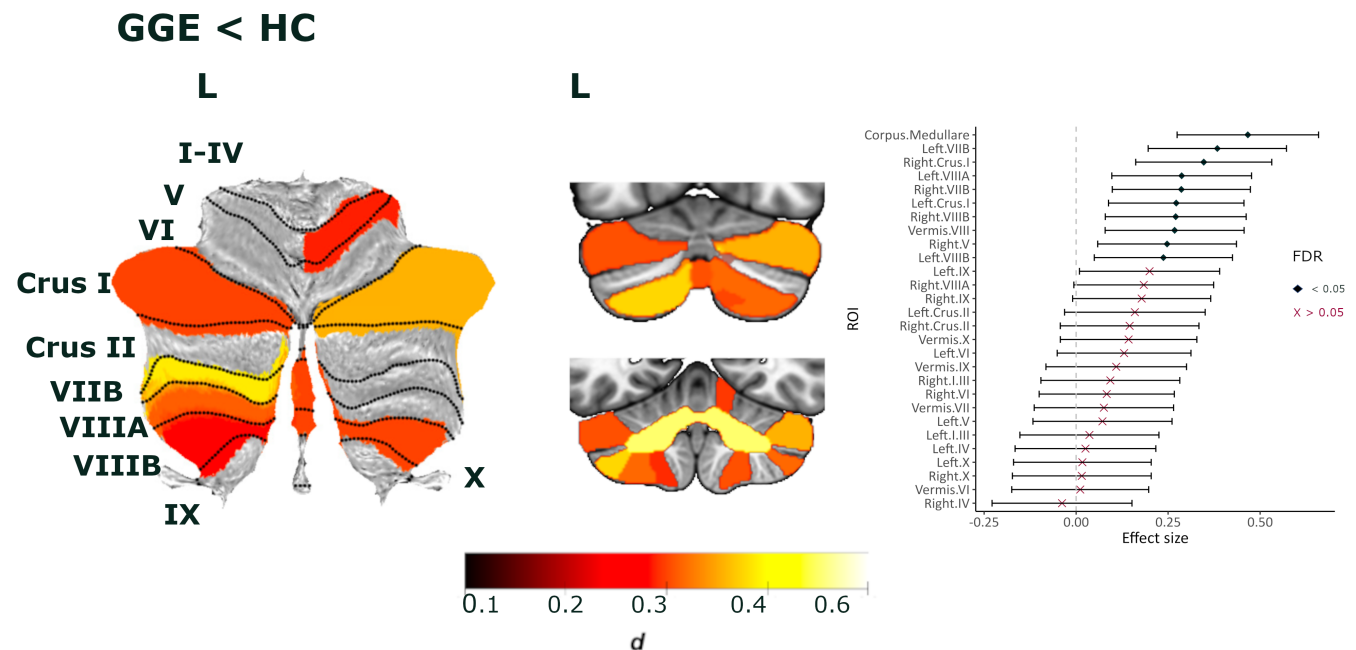 GGE < HC
L
L
I-IV
V
VI
Crus I
Crus II
VIIB
VIIIA
VIIIB
IX
X
0.1 0.2 0.3 0.4 0.6
d
ROI
Corpus.Medullare
Left.VIIB
Right.Crus.I
Left.VIIIA
Right.VIIB
Left.Crus.I
Right.VIIIB
Vermis.VIII
Right.V
Left.VIIIB
Left.IX
Right.VIIIA
Right.IX
Left.Crus.II
Right.Crus.II
Vermis.X
Left.VI
Vermis.IX
Right.I.III
Right.VI
Vermis.VII
Left.V
Left.I.III
Left.IV
Left.X
Right.X
Vermis.VI
Right.IV
-0.25 0.00 0.25 0.50
Effect size
FDR
< 0.05
X > 0.05